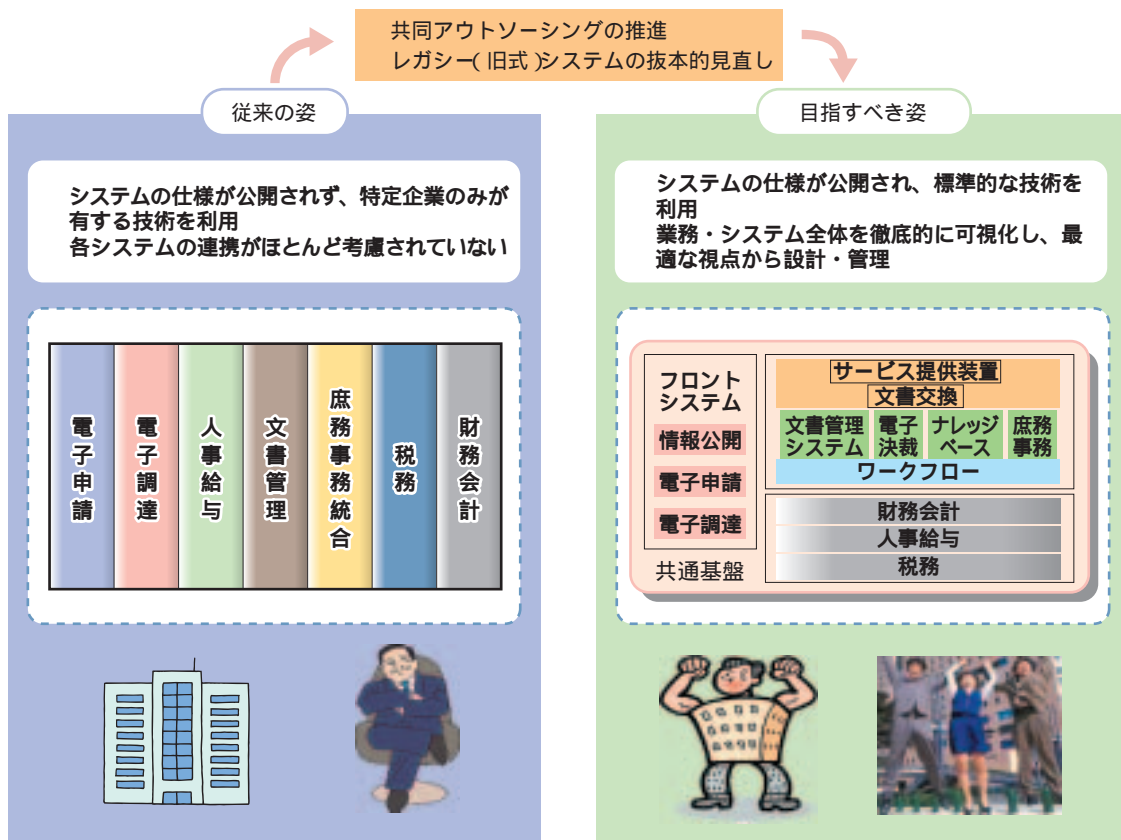 共同アウトソーシングの推進
レガシー(旧式)システムの抜本的見直し
従来の姿
システムの仕様が公開されず、特定企業のみが
有する技術を利用
各システムの連携がほとんど考慮されていない
電子申請
電子調達
人事給与
文書管理
庶務事務統合
税務
財務会計
目指すべき姿
システムの仕様が公開され、標準的な技術を
利用
業務・システム全体を徹底的に可視化し、最
適な視点から設計・管理
フロント
システム
情報公開
電子申請
電子調達
共通基盤
サービス提供装置
文書交換
文書管理
システム
電子
決裁
ナレッジ
ベース
庶務
事務
ワークフロー
財務会計
人事給与
税務